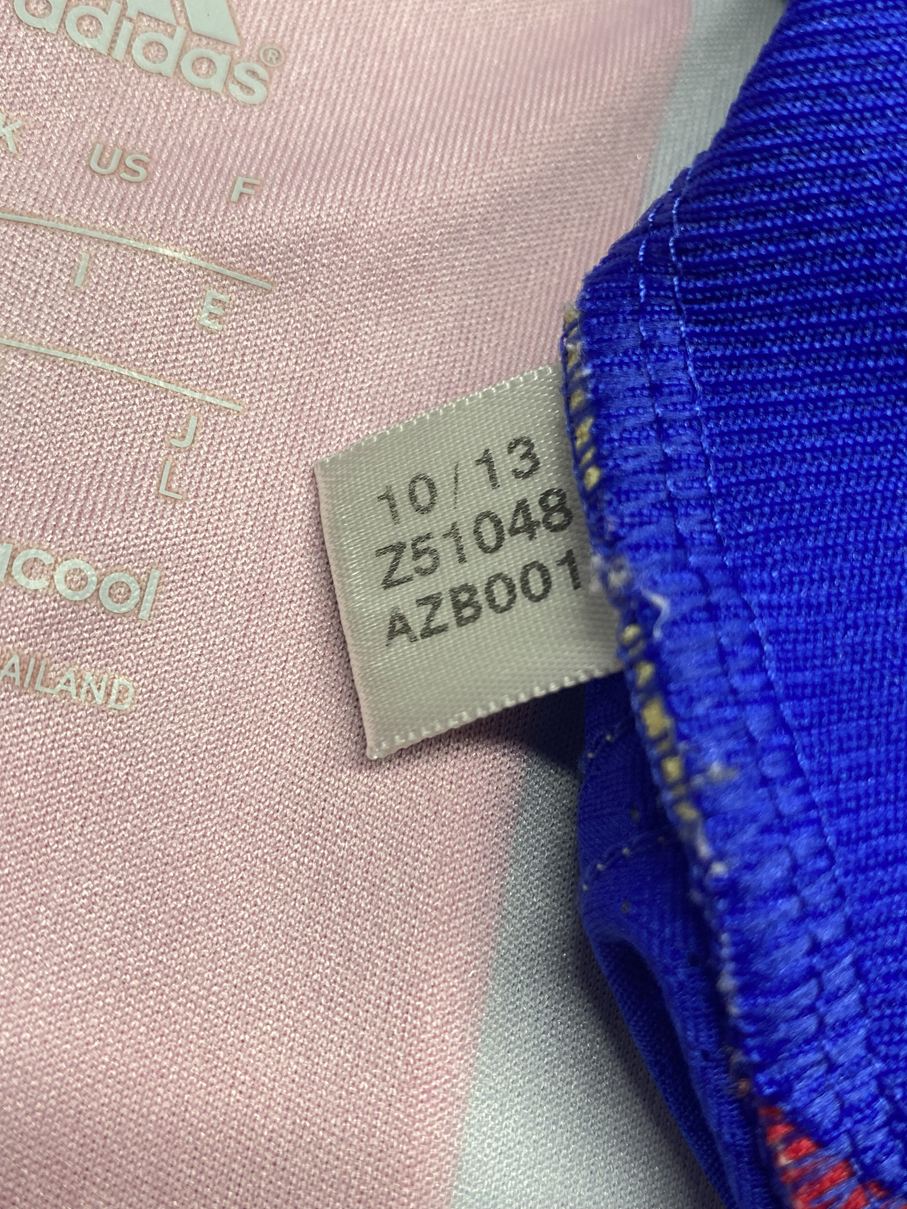 adidas®
US F
I E
J
L
cool
AILAND
10/13
Z51048
AZB001